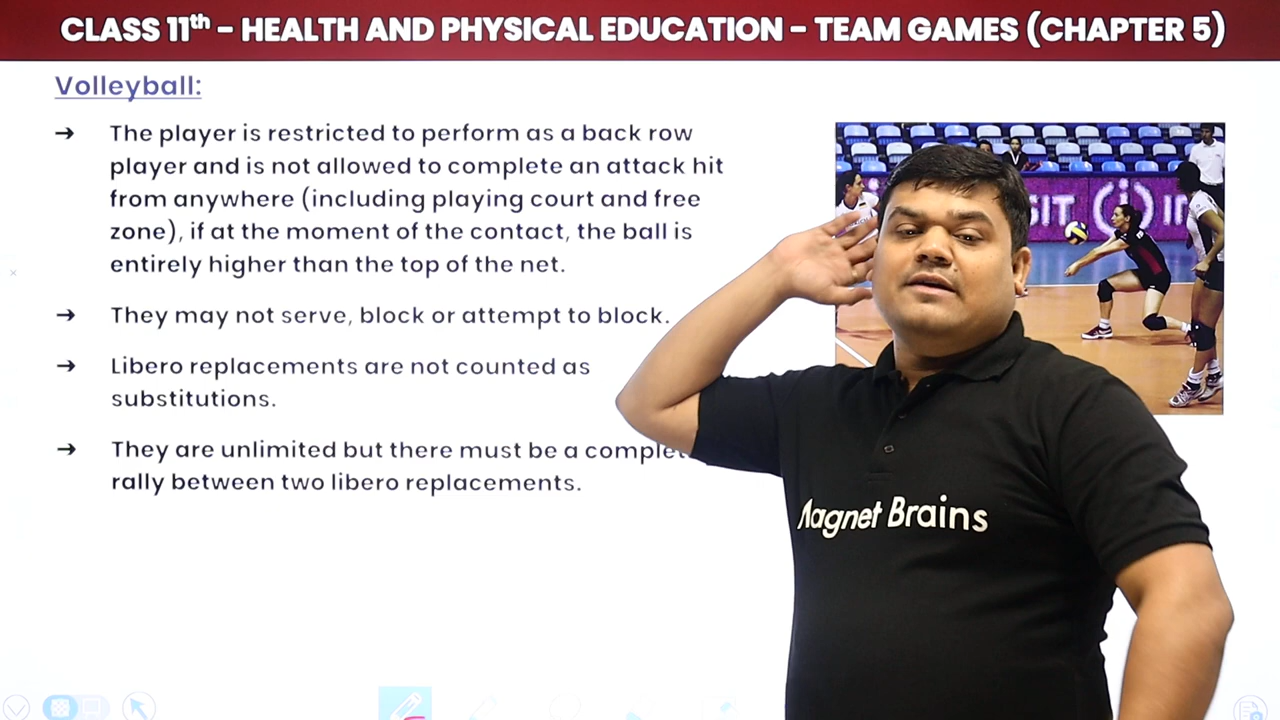 CLASS 11th – HEALTH AND PHYSICAL EDUCATION – TEAM GAMES (CHAPTER 5)
Volleyball:
→ The player is restricted to perform as a back row
player and is not allowed to complete an attack hit
from anywhere (including playing court and free
zone), if at the moment of the contact, the ball is
entirely higher than the top of the net.
→ They may not serve, block or attempt to block.
→ Libero replacements are not counted as
substitutions.
→ They are unlimited but there must be a
rally between two libero replacements.
Magnet Brains